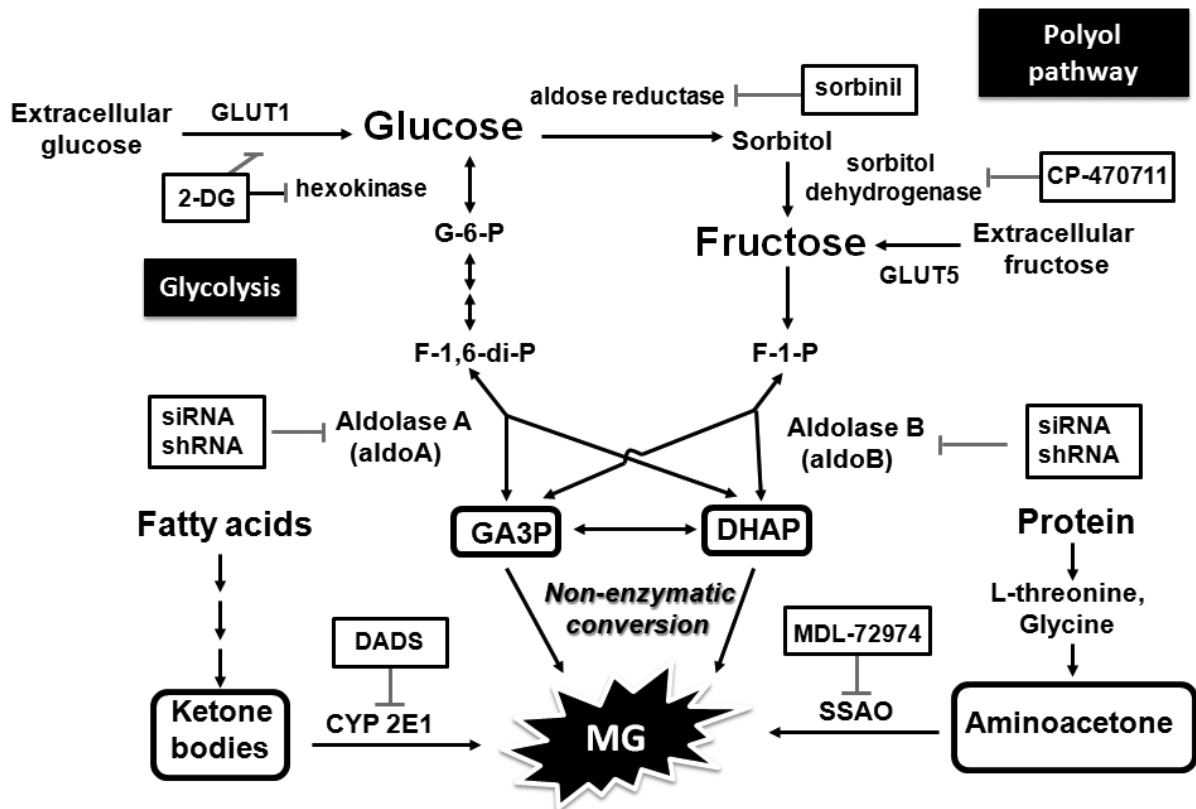 Polyol
pathway
sorbinil
aldose reductase
Extracellular
glucose
GLUT1
Glucose
Sorbitol
sorbitol
dehydrogenase
CP-470711
2-DG
hexokinase
G-6-P
Fructose
Extracellular
fructose
GLUT5
Glycolysis
F-1,6-di-P
F-1-P
siRNA
shRNA
Aldolase A
(aldoA)
Aldolase B
(aldoB)
siRNA
shRNA
Fatty acids
GA3P
DHAP
Protein
Non-enzymatic
conversion
L-threonine,
Glycine
DADS
MDL-72974
Ketone
bodies
CYP 2E1
MG
SSAO
Aminoacetone